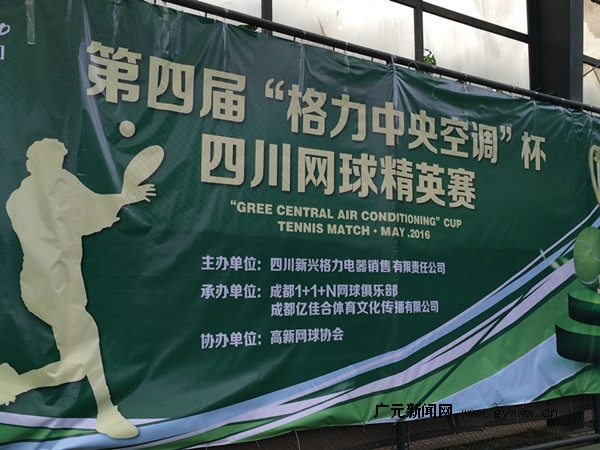 第四届“格力中央空调”杯
四川网球精英赛
“GREE CENTRAL AIR CONDITIONING” CUP
TENNIS MATCH · MAY .2016
主办单位：四川新兴格力电器销售有限责任公司
承办单位：成都1+1+N网球俱乐部
成都亿佳合体育文化传播有限公司
协办单位：高新网球协会
广元新闻网 www.gyxww.cn